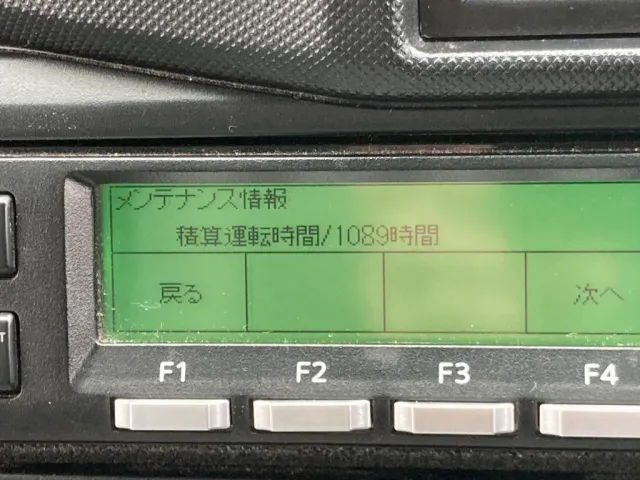 メンテナンス情報
積算運転時間/1089時間
戻る 次へ
F1 F2 F3 F4
T